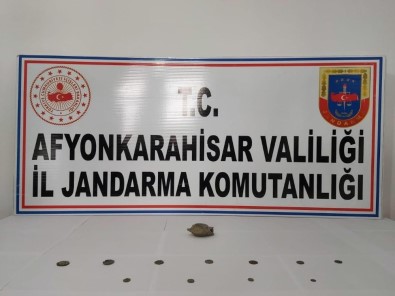 T.C.
AFYONKARAHİSAR VALİLİĞİ
İL JANDARMA KOMUTANLIĞI